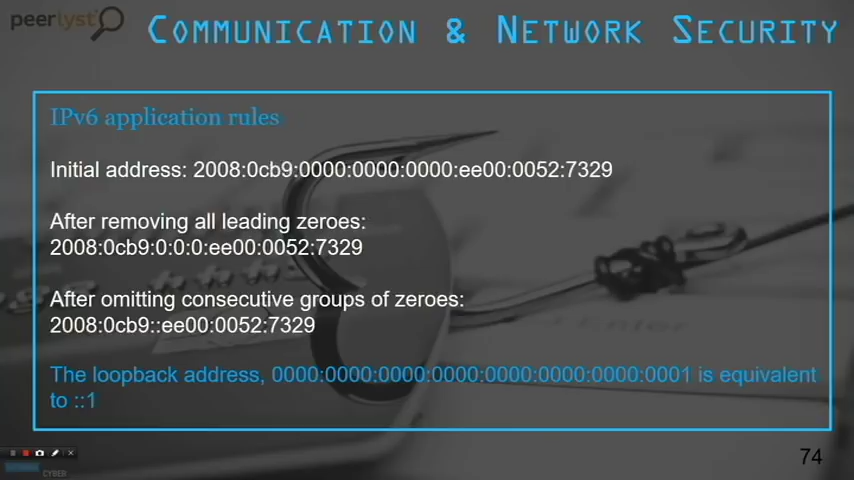 peerlyst
COMMUNICATION & NETWORK SECURITY
IPv6 application rules
Initial address: 2008:0cb9:0000:0000:0000:ee00:0052:7329
After removing all leading zeroes:
2008:0cb9:0:0:0:ee00:0052:7329
After omitting consecutive groups of zeroes:
2008:0cb9::ee00:0052:7329
The loopback address, 0000:0000:0000:0000:0000:0000:0000:0001 is equivalent
to ::1
74
CYBER